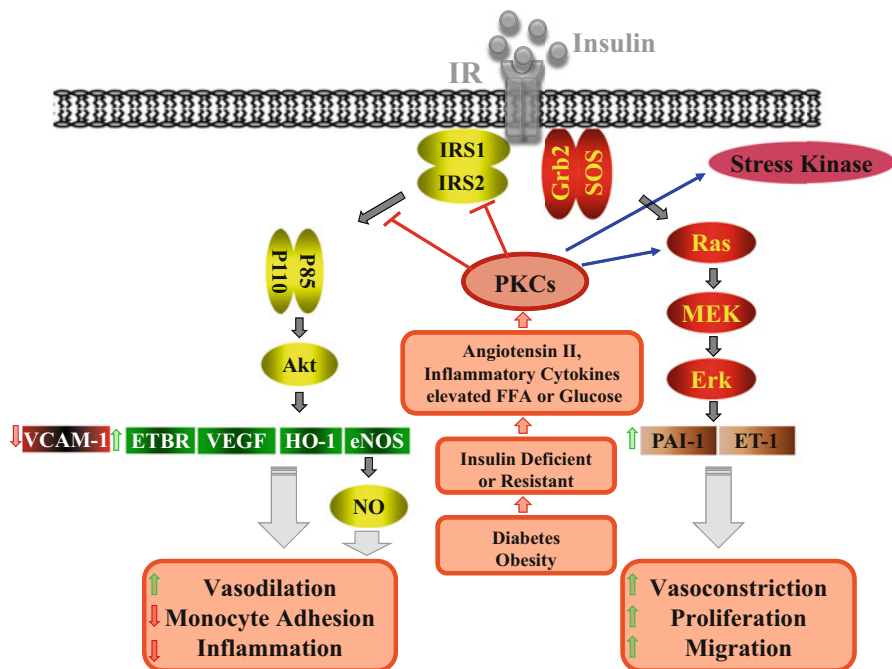 Insulin
IR
IRS1
IRS2
Grb2
SOS
Stress Kinase
P110
P85
PKCs
Ras
MEK
Erk
Akt
Angiotensin II,
Inflammatory Cytokines
elevated FFA or Glucose
VCAM-1
ETBR
VEGF
HO-1
eNOS
PAI-1
ET-1
Insulin Deficient
or Resistant
NO
Diabetes
Obesity
Vasodilation
Monocyte Adhesion
Inflammation
Vasoconstriction
Proliferation
Migration